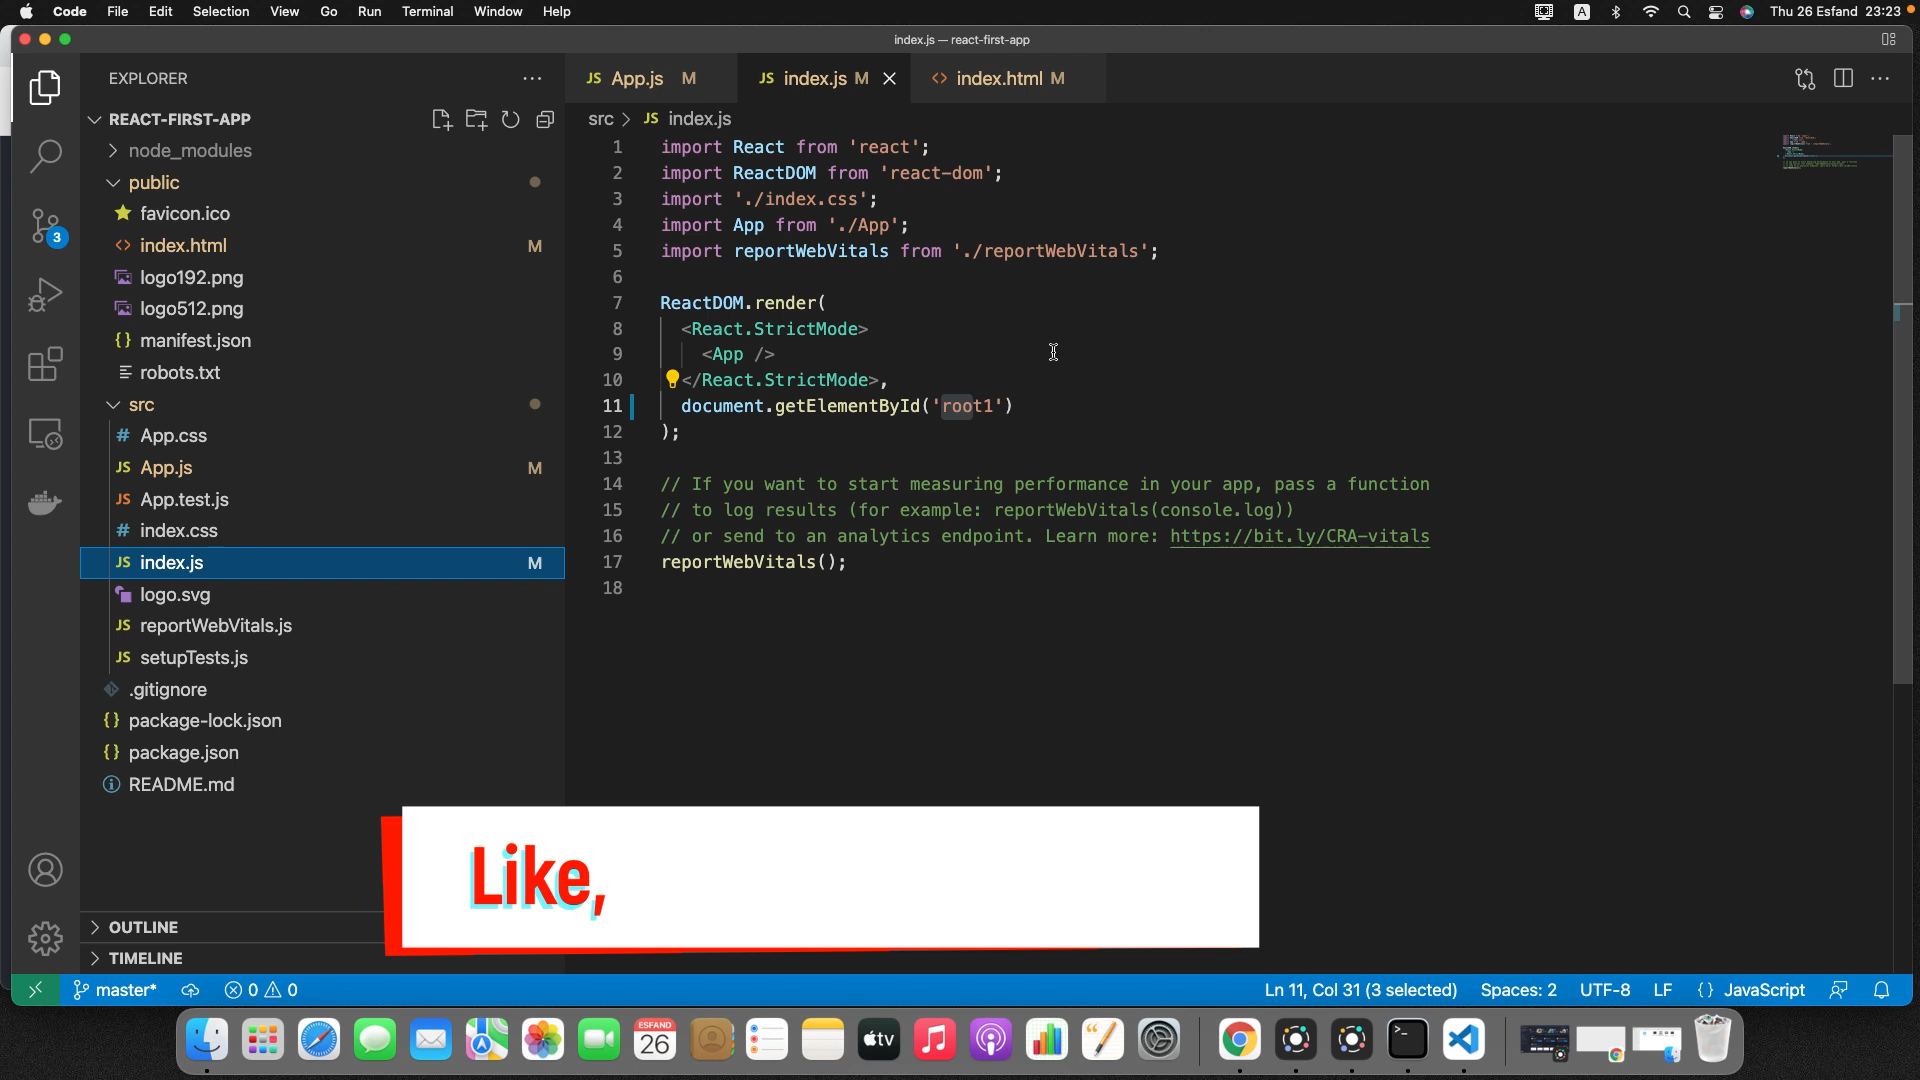 Code File Edit Selection View Go Run Terminal Window Help
A
Thu 26 Esfand 23:23
index.js — react-first-app
EXPLORER
REACT-FIRST-APP
node_modules
public
favicon.ico
index.html M
logo192.png
logo512.png
manifest.json
robots.txt
src
App.css
JS App.js M
JS App.test.js
index.css
JS index.js M
logo.svg
JS reportWebVitals.js
JS setupTests.js
.gitignore
package-lock.json
package.json
README.md
OUTLINE
TIMELINE
3
JS App.js M JS index.js M index.html M
src > JS index.js
1 import React from 'react';
2 import ReactDOM from 'react-dom';
3 import './index.css';
4 import App from './App';
5 import reportWebVitals from './reportWebVitals';
6
7 ReactDOM.render(
8 <React.StrictMode>
9 <App />
10 </React.StrictMode>,
11 document.getElementById('root1')
12 );
13
14 // If you want to start measuring performance in your app, pass a function
15 // to log results (for example: reportWebVitals(console.log))
16 // or send to an analytics endpoint. Learn more: https://bit.ly/CRA-vitals
17 reportWebVitals();
18
Like,
master* 0 0 Ln 11, Col 31 (3 selected) Spaces: 2 UTF-8 LF {} JavaScript
ESFAND
26
tv